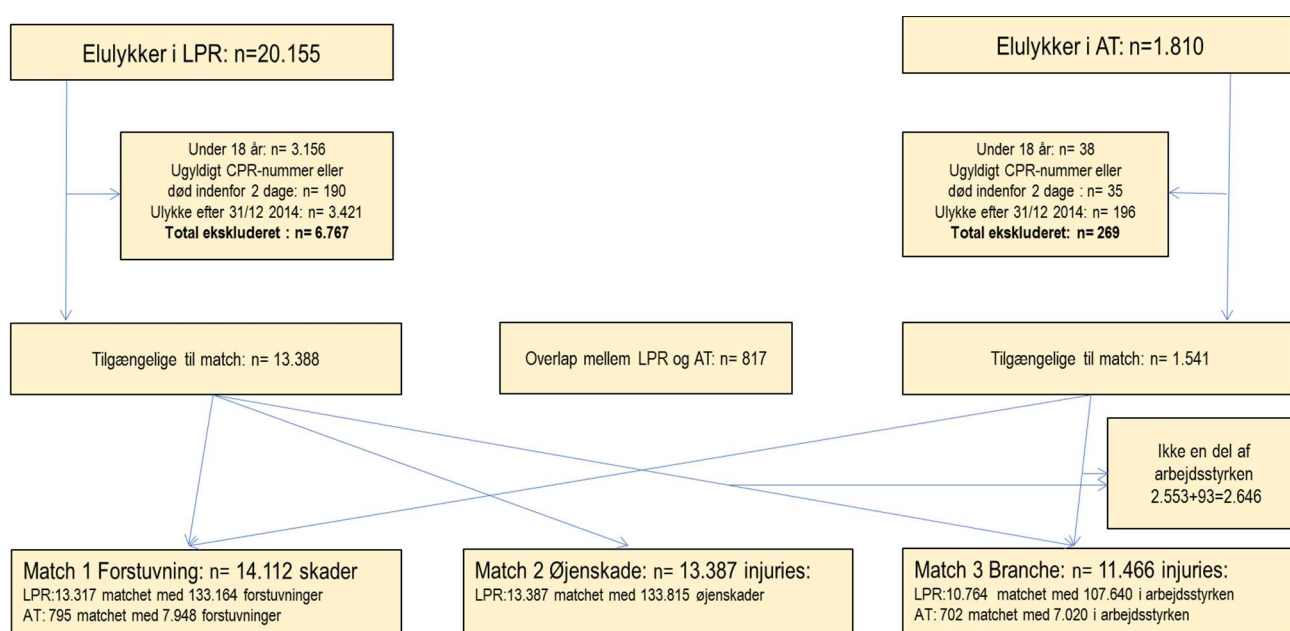 Elulykker i LPR: n=20.155
Elulykker i AT: n=1.810
Under 18 år: n= 3.156
Ugyldigt CPR-nummer eller
død indenfor 2 dage: n= 190
Ulykke efter 31/12 2014: n= 3.421
Total ekskluderet : n= 6.767
Under 18 år: n= 38
Ugyldigt CPR-nummer eller
død indenfor 2 dage : n= 35
Ulykke efter 31/12 2014: n= 196
Total ekskluderet: n= 269
Tilgængelige til match: n= 13.388
Overlap mellem LPR og AT: n= 817
Tilgængelige til match: n= 1.541
Ikke en del af
arbejdsstyrken
2.553+93=2.646
Match 1 Forstuvning: n= 14.112 skader
LPR:13.317 matchet med 133.164 forstuvninger
AT: 795 matchet med 7.948 forstuvninger
Match 2 Øjenskade: n= 13.387 injuries:
LPR:13.387 matchet med 133.815 øjenskader
Match 3 Branche: n= 11.466 injuries:
LPR:10.764 matchet med 107.640 i arbejdsstyrken
AT: 702 matchet med 7.020 i arbejdsstyrken